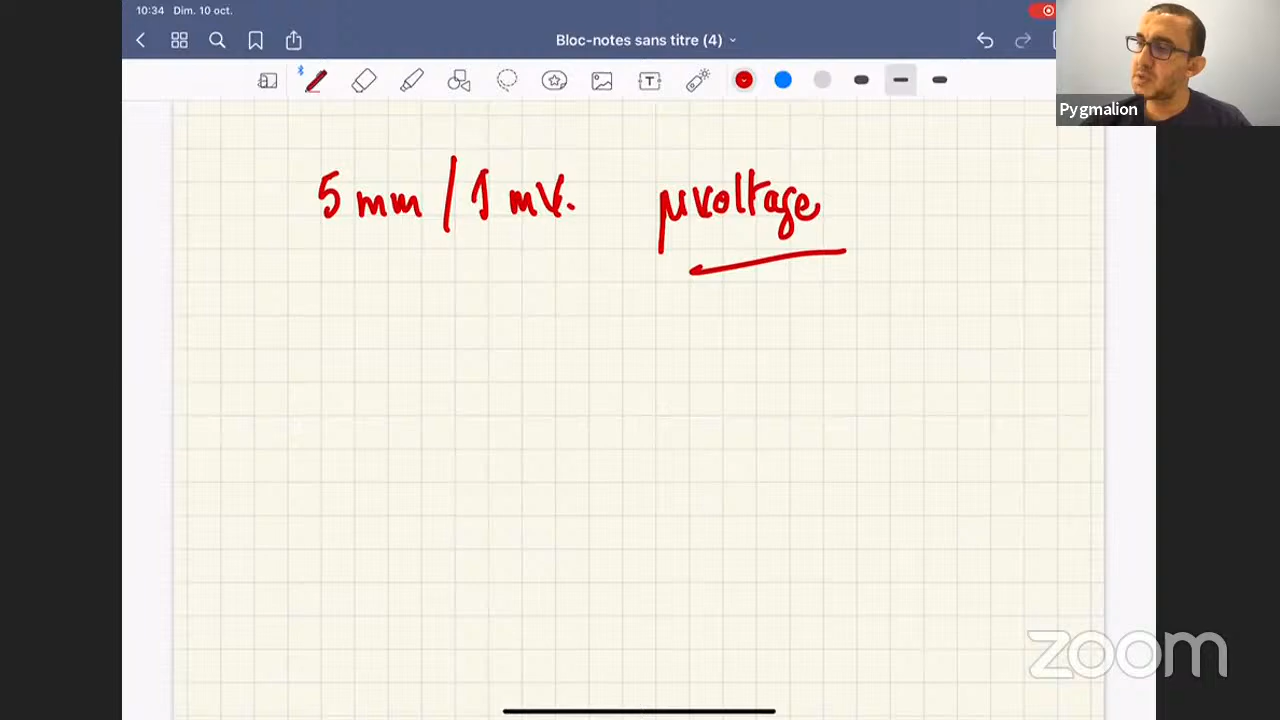 10:34 Dim. 10 oct.
Bloc-notes sans titre (4)
T
Pygmalion
5 mm / 1 mV. µvoltage
zoom